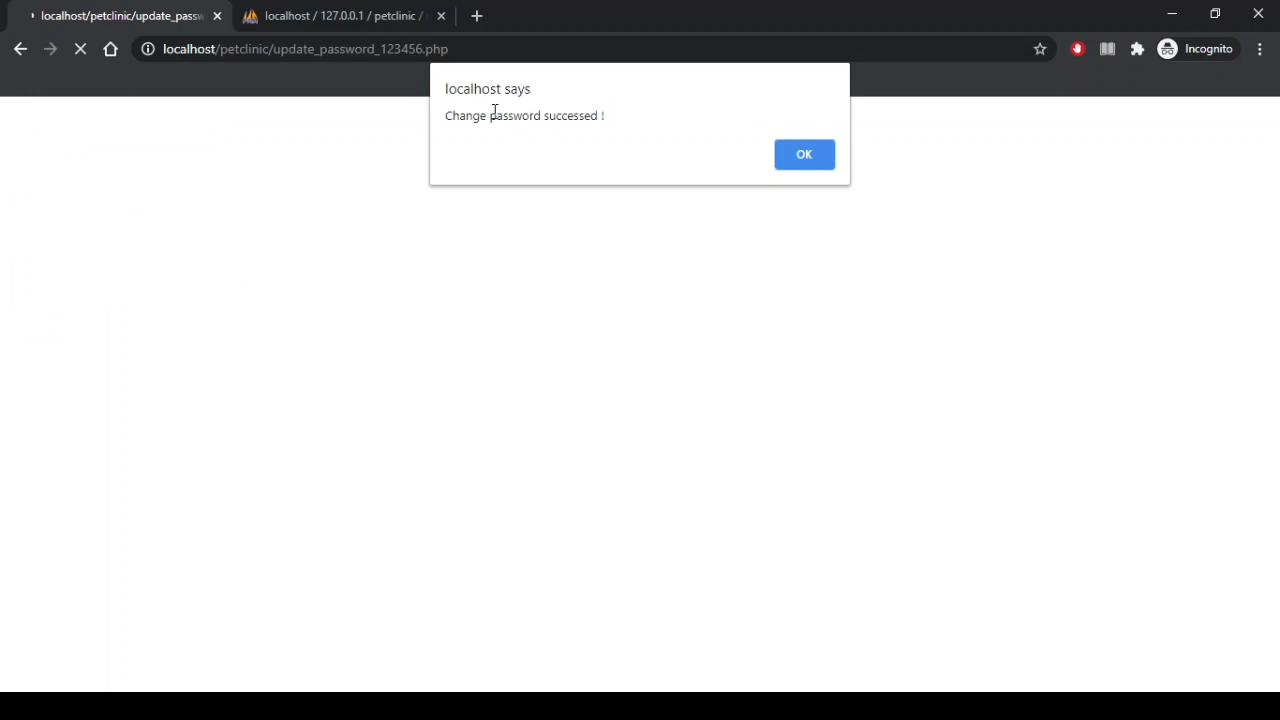 localhost/petclinic/update_passw
localhost / 127.0.0.1 / petclinic /
localhost/petclinic/update_password_123456.php
Incognito
localhost says
Change password successed !
OK